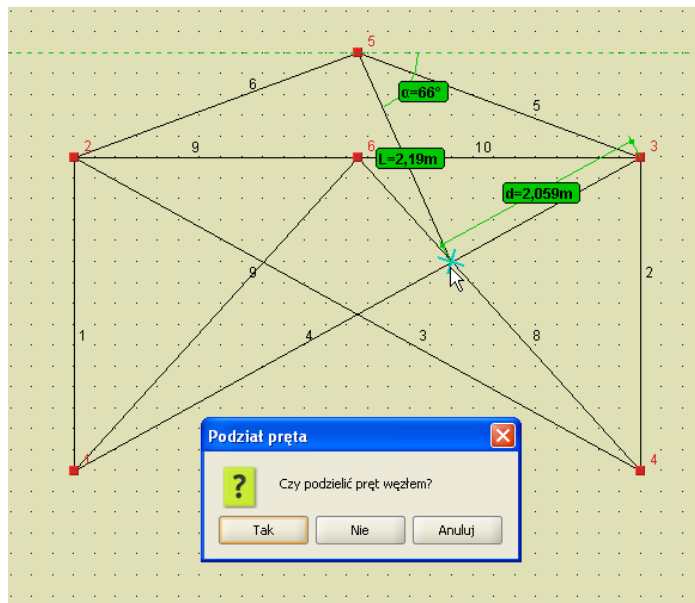 5
6
α=66°
5
2
9
6
L=2,19m
10
3
d=2,059m
9
2
1
4
3
8
1
4
Podział pręta
?
Czy podzielić pręt węzłem?
Tak
Nie
Anuluj